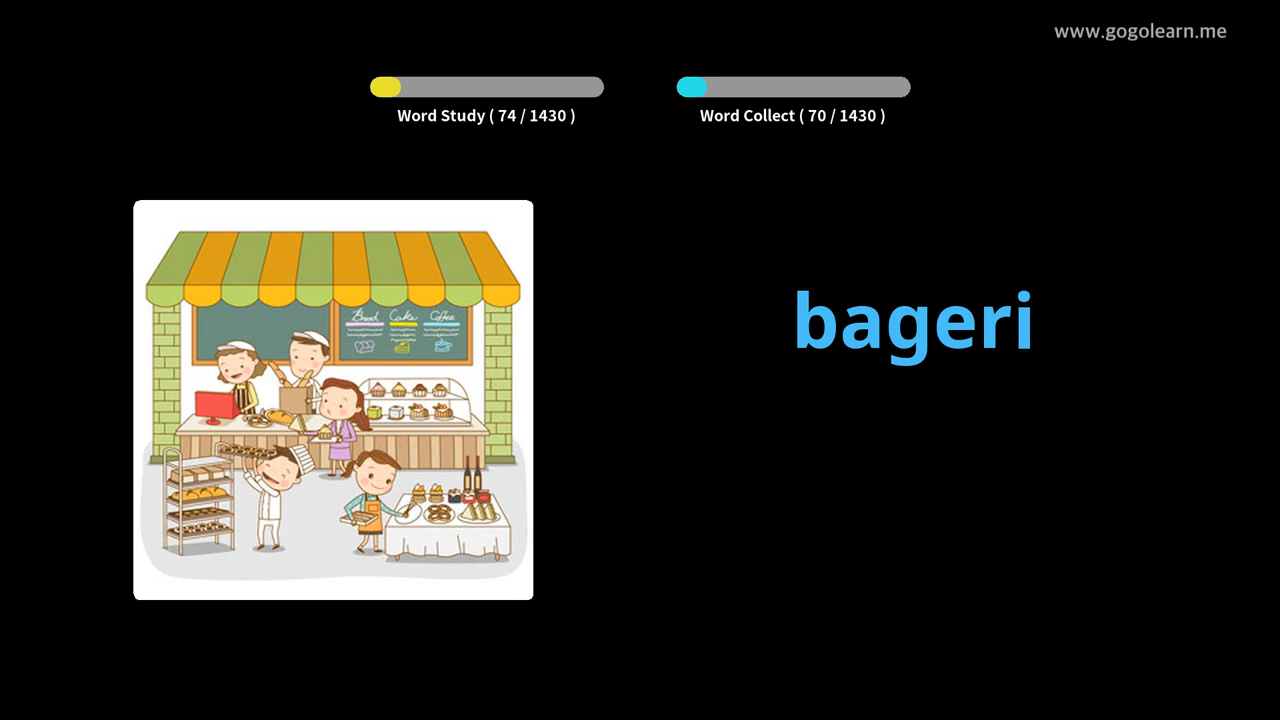 www.gogolearn.me
Word Study ( 74 / 1430 )
Word Collect ( 70 / 1430 )
Bread Cake Coffee
bageri